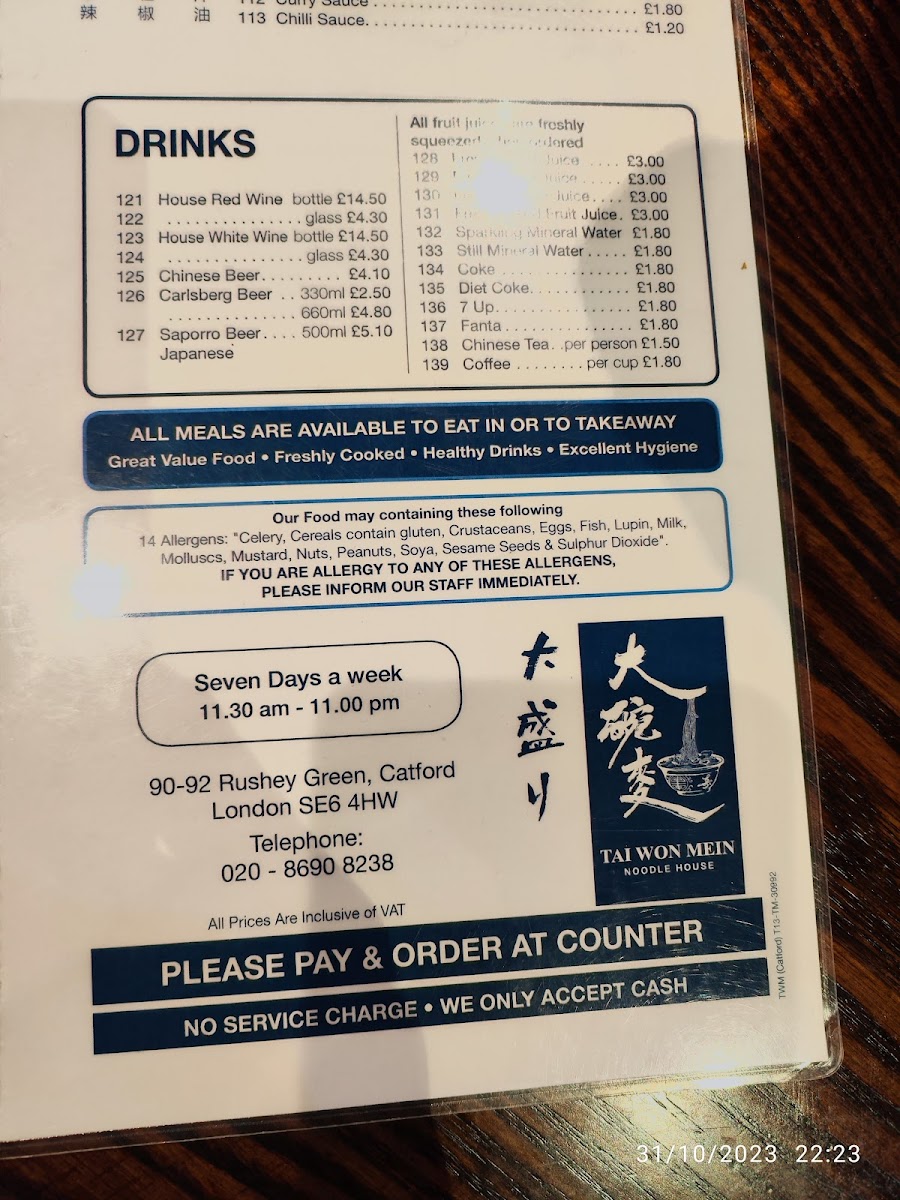 辣 椒 油 113 Chilli Sauce. . . . . . . . . . . . . . . . . . . . . . . . . . . . . . . . . . . . £1.20
£1.80
DRINKS
121 House Red Wine bottle £14.50
122 . . . . . . . . . . . . . . . . glass £4.30
123 House White Wine bottle £14.50
124 . . . . . . . . . . . . . . . . glass £4.30
125 Chinese Beer. . . . . . . . . £4.10
126 Carlsberg Beer . . 330ml £2.50
. . . . . . . . . . . . . . . 660ml £4.80
127 Saporro Beer. . . . 500ml £5.10
Japanese
All fruit juice are freshly
squeezed when ordered
128 Juice . . . . £3.00
129 Juice. . . . . £3.00
130 Juice. . . . £3.00
131 Fruit Juice. £3.00
132 Sparkling Mineral Water £1.80
133 Still Mineral Water . . . . . £1.80
134 Coke . . . . . . . . . . . . . . . £1.80
135 Diet Coke. . . . . . . . . . . . £1.80
136 7 Up. . . . . . . . . . . . . . . . £1.80
137 Fanta . . . . . . . . . . . . . . . £1.80
138 Chinese Tea. .per person £1.50
139 Coffee . . . . . . . . per cup £1.80
ALL MEALS ARE AVAILABLE TO EAT IN OR TO TAKEAWAY
Great Value Food • Freshly Cooked • Healthy Drinks • Excellent Hygiene
Our Food may containing these following
14 Allergens: "Celery, Cereals contain gluten, Crustaceans, Eggs, Fish, Lupin, Milk,
Molluscs, Mustard, Nuts, Peanuts, Soya, Sesame Seeds & Sulphur Dioxide".
IF YOU ARE ALLERGY TO ANY OF THESE ALLERGENS,
PLEASE INFORM OUR STAFF IMMEDIATELY.
Seven Days a week
11.30 am - 11.00 pm
90-92 Rushey Green, Catford
London SE6 4HW
Telephone:
020 - 8690 8238
All Prices Are Inclusive of VAT
大盛り
大碗麥
TAI WON MEIN
NOODLE HOUSE
TWM (Catford) T13-TM-30992
PLEASE PAY & ORDER AT COUNTER
NO SERVICE CHARGE • WE ONLY ACCEPT CASH
31/10/2023 22:23